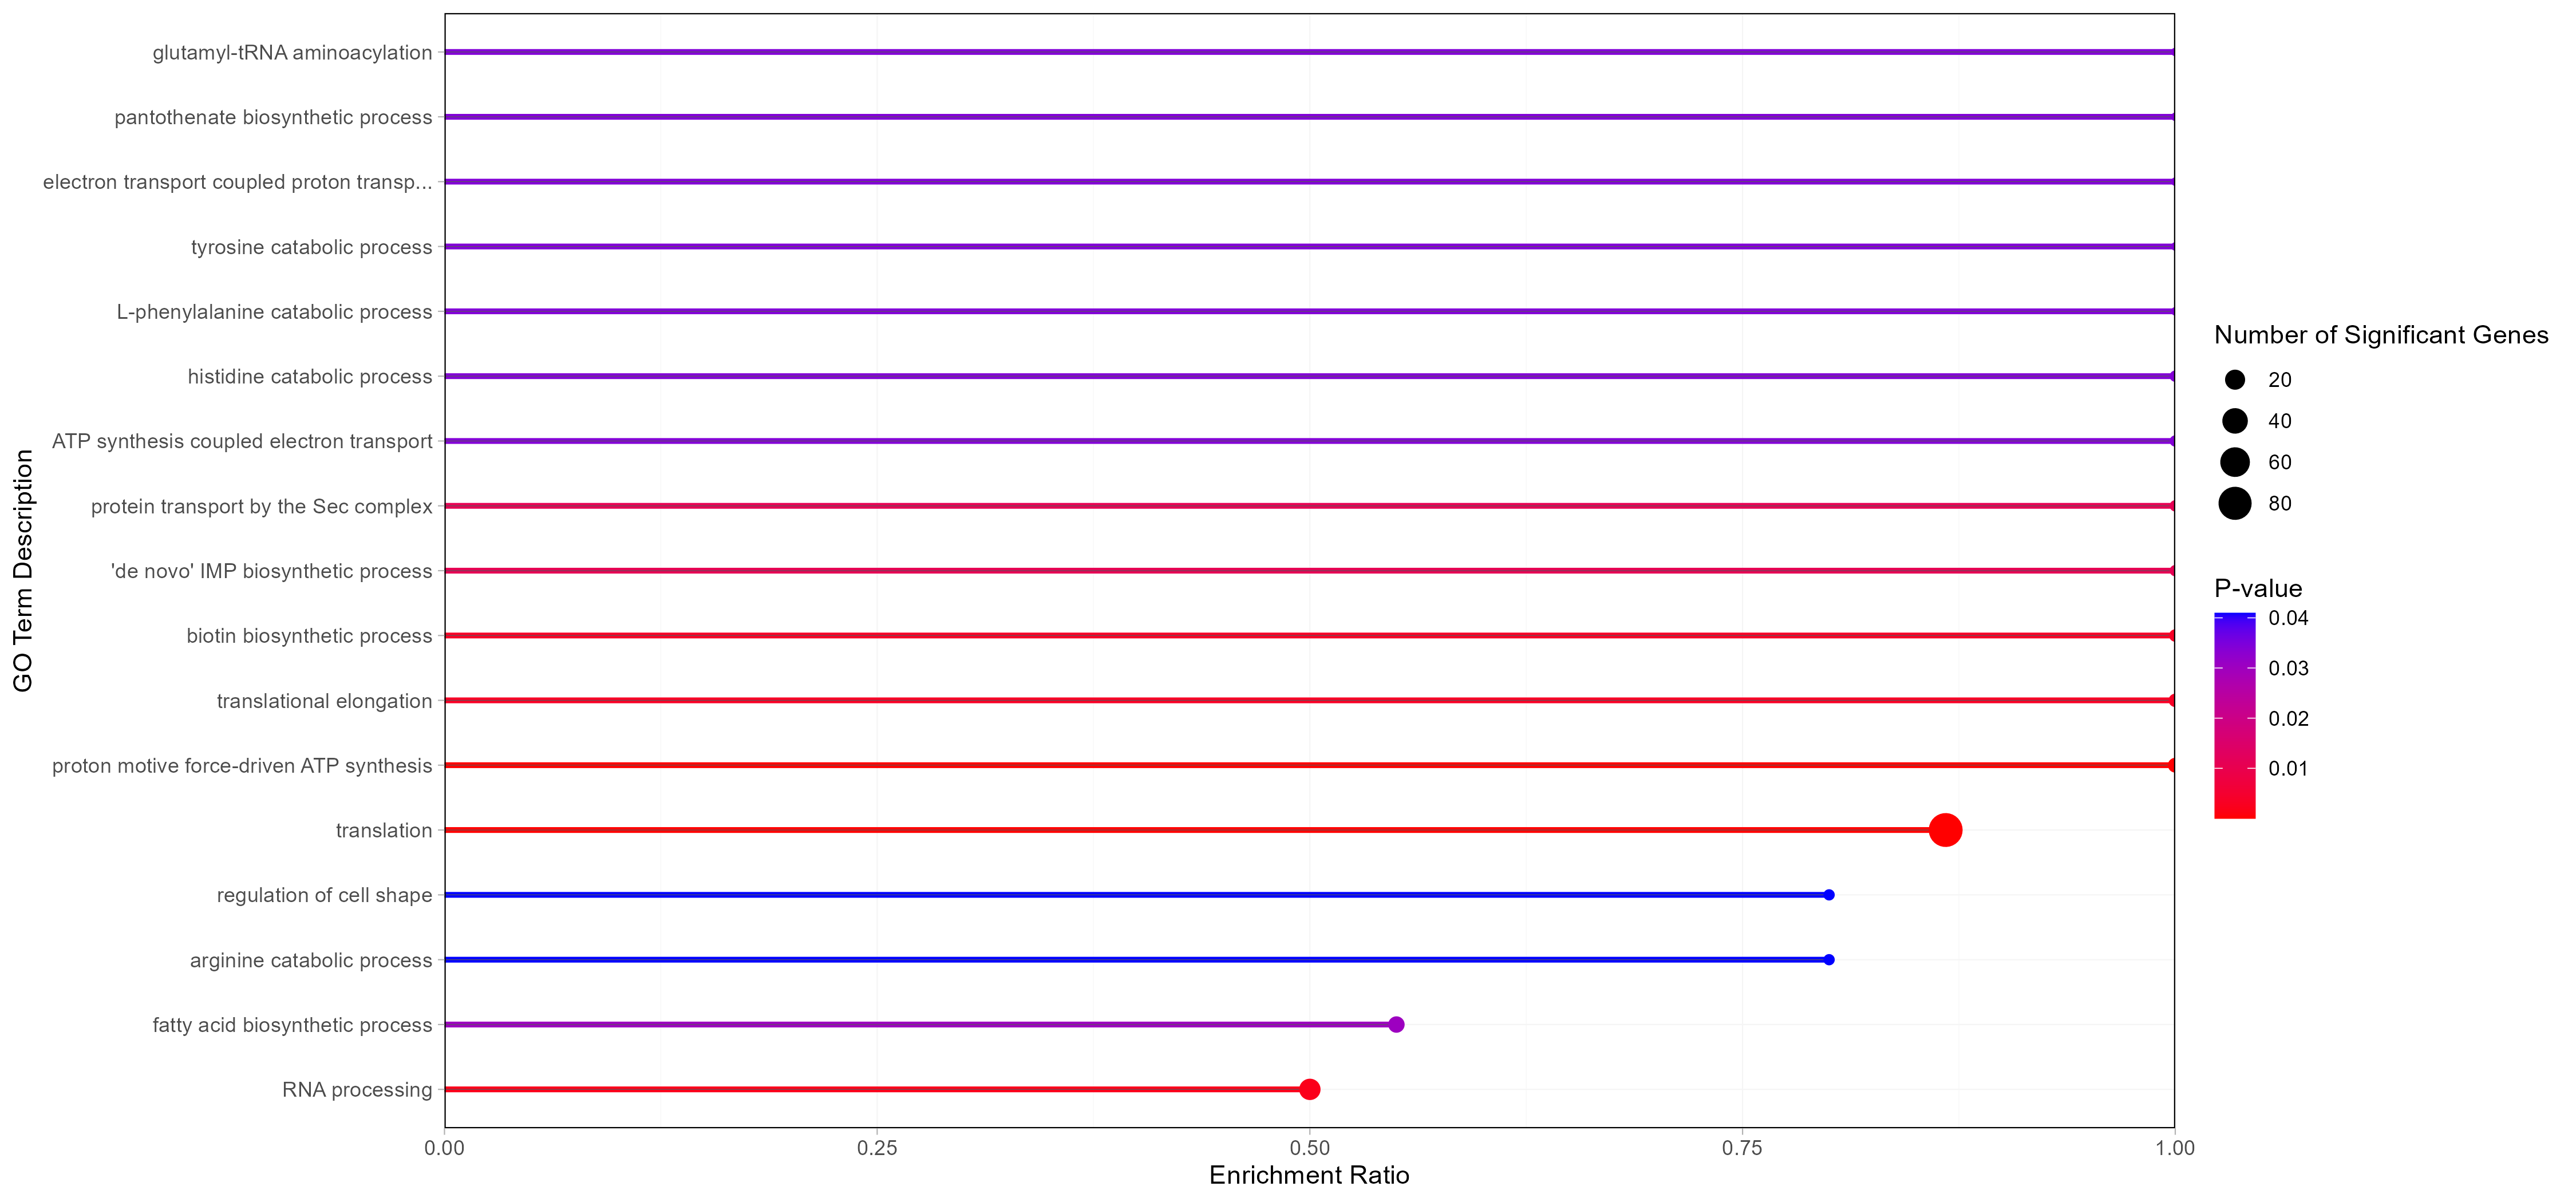 glutamyl-tRNA aminoacylation
pantothenate biosynthetic process
electron transport coupled proton transp...
tyrosine catabolic process
L-phenylalanine catabolic process
histidine catabolic process
ATP synthesis coupled electron transport
protein transport by the Sec complex
'de novo' IMP biosynthetic process
biotin biosynthetic process
translational elongation
proton motive force-driven ATP synthesis
translation
regulation of cell shape
arginine catabolic process
fatty acid biosynthetic process
RNA processing
GO Term Description
0.00
0.25
0.50
0.75
1.00
Enrichment Ratio
Number of Significant Genes
20
40
60
80
P-value
0.04
0.03
0.02
0.01